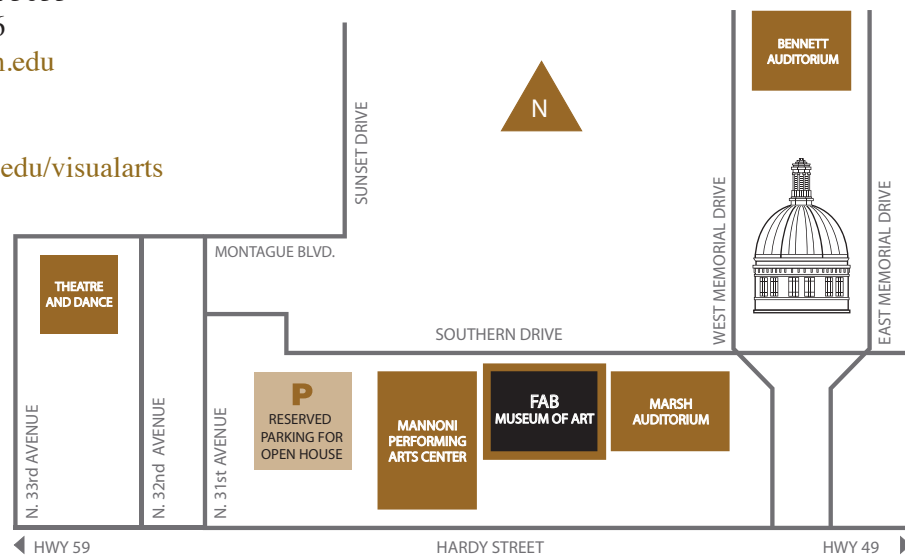 6
.edu
edu/visualarts
BENNETT
AUDITORIUM
N
SUNSET DRIVE
WEST MEMORIAL DRIVE
EAST MEMORIAL DRIVE
MONTAGUE BLVD.
THEATRE
AND DANCE
SOUTHERN DRIVE
P
RESERVED
PARKING FOR
OPEN HOUSE
MANNONI
PERFORMING
ARTS CENTER
FAB
MUSEUM OF ART
MARSH
AUDITORIUM
N. 33rd AVENUE
N. 32nd AVENUE
N. 31st AVENUE
HWY 59
HARDY STREET
HWY 49